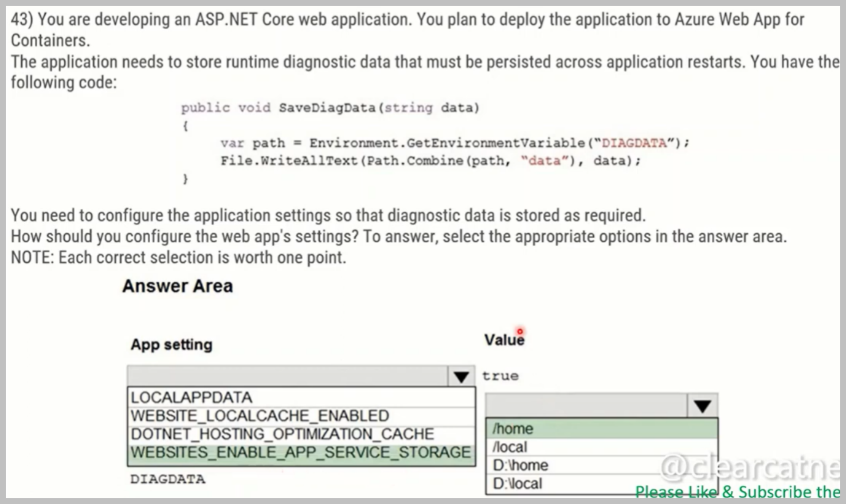 43) You are developing an ASP.NET Core web application. You plan to deploy the application to Azure Web App for
Containers.
The application needs to store runtime diagnostic data that must be persisted across application restarts. You have the
following code:
public void SaveDiagData(string data)
{
var path = Environment.GetEnvironmentVariable("DIAGDATA");
File.WriteAllText(Path.Combine(path, "data"), data);
}
You need to configure the application settings so that diagnostic data is stored as required.
How should you configure the web app's settings? To answer, select the appropriate options in the answer area.
NOTE: Each correct selection is worth one point.
Answer Area
App setting
Value
true
LOCALAPPDATA
WEBSITE_LOCALCACHE_ENABLED
DOTNET_HOSTING_OPTIMIZATION_CACHE
WEBSITES_ENABLE_APP_SERVICE_STORAGE
DIAGDATA
/home
/local
D:\home
D:\local
@clearcatne
Please Like & Subscribe the